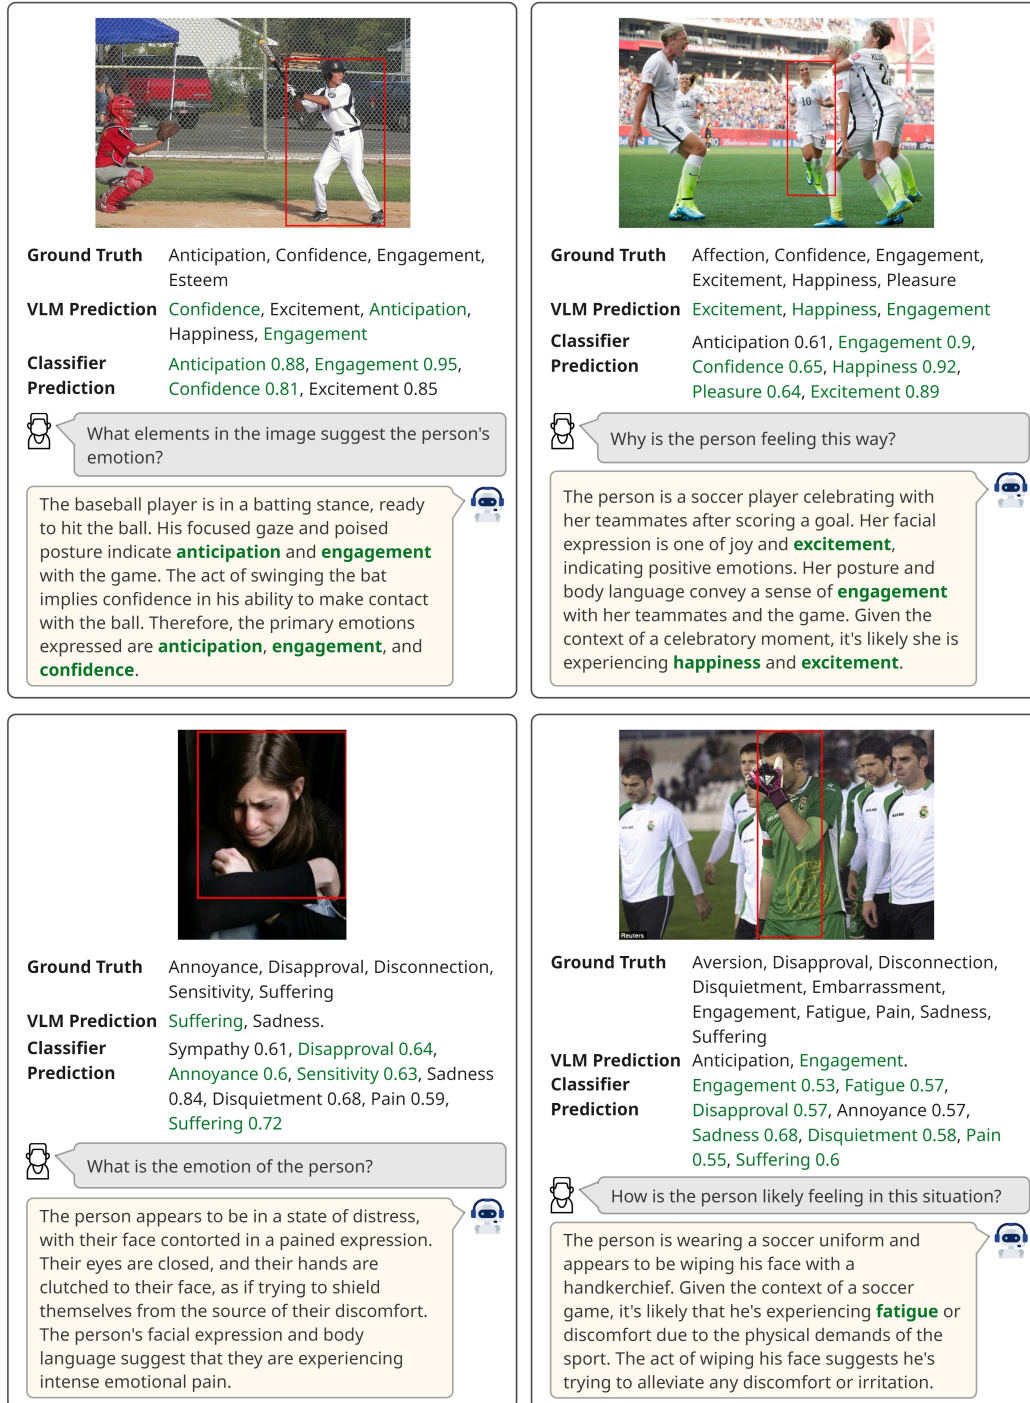 10
12
Ground Truth Anticipation, Confidence, Engagement,
Esteem
VLM Prediction Confidence, Excitement, Anticipation,
Happiness, Engagement
Classifier Anticipation 0.88, Engagement 0.95,
Prediction Confidence 0.81, Excitement 0.85
What elements in the image suggest the person's
emotion?
The baseball player is in a batting stance, ready
to hit the ball. His focused gaze and poised
posture indicate anticipation and engagement
with the game. The act of swinging the bat
implies confidence in his ability to make contact
with the ball. Therefore, the primary emotions
expressed are anticipation, engagement, and
confidence.
Ground Truth Affection, Confidence, Engagement,
Excitement, Happiness, Pleasure
VLM Prediction Excitement, Happiness, Engagement
Classifier Anticipation 0.61, Engagement 0.9,
Prediction Confidence 0.65, Happiness 0.92,
Pleasure 0.64, Excitement 0.89
Why is the person feeling this way?
The person is a soccer player celebrating with
her teammates after scoring a goal. Her facial
expression is one of joy and excitement,
indicating positive emotions. Her posture and
body language convey a sense of engagement
with her teammates and the game. Given the
context of a celebratory moment, it's likely she is
experiencing happiness and excitement.
Ground Truth Annoyance, Disapproval, Disconnection,
Sensitivity, Suffering
VLM Prediction Suffering, Sadness.
Classifier Sympathy 0.61, Disapproval 0.64,
Prediction Annoyance 0.6, Sensitivity 0.63, Sadness
0.84, Disquietment 0.68, Pain 0.59,
Suffering 0.72
What is the emotion of the person?
The person appears to be in a state of distress,
with their face contorted in a pained expression.
Their eyes are closed, and their hands are
clutched to their face, as if trying to shield
themselves from the source of their discomfort.
The person's facial expression and body
language suggest that they are experiencing
intense emotional pain.
Reuters
Ground Truth Aversion, Disapproval, Disconnection,
Disquietment, Embarrassment,
Engagement, Fatigue, Pain, Sadness,
Suffering
VLM Prediction Anticipation, Engagement.
Classifier Engagement 0.53, Fatigue 0.57,
Prediction Disapproval 0.57, Annoyance 0.57,
Sadness 0.68, Disquietment 0.58, Pain
0.55, Suffering 0.6
How is the person likely feeling in this situation?
The person is wearing a soccer uniform and
appears to be wiping his face with a
handkerchief. Given the context of a soccer
game, it's likely that he's experiencing fatigue or
discomfort due to the physical demands of the
sport. The act of wiping his face suggests he's
trying to alleviate any discomfort or irritation.